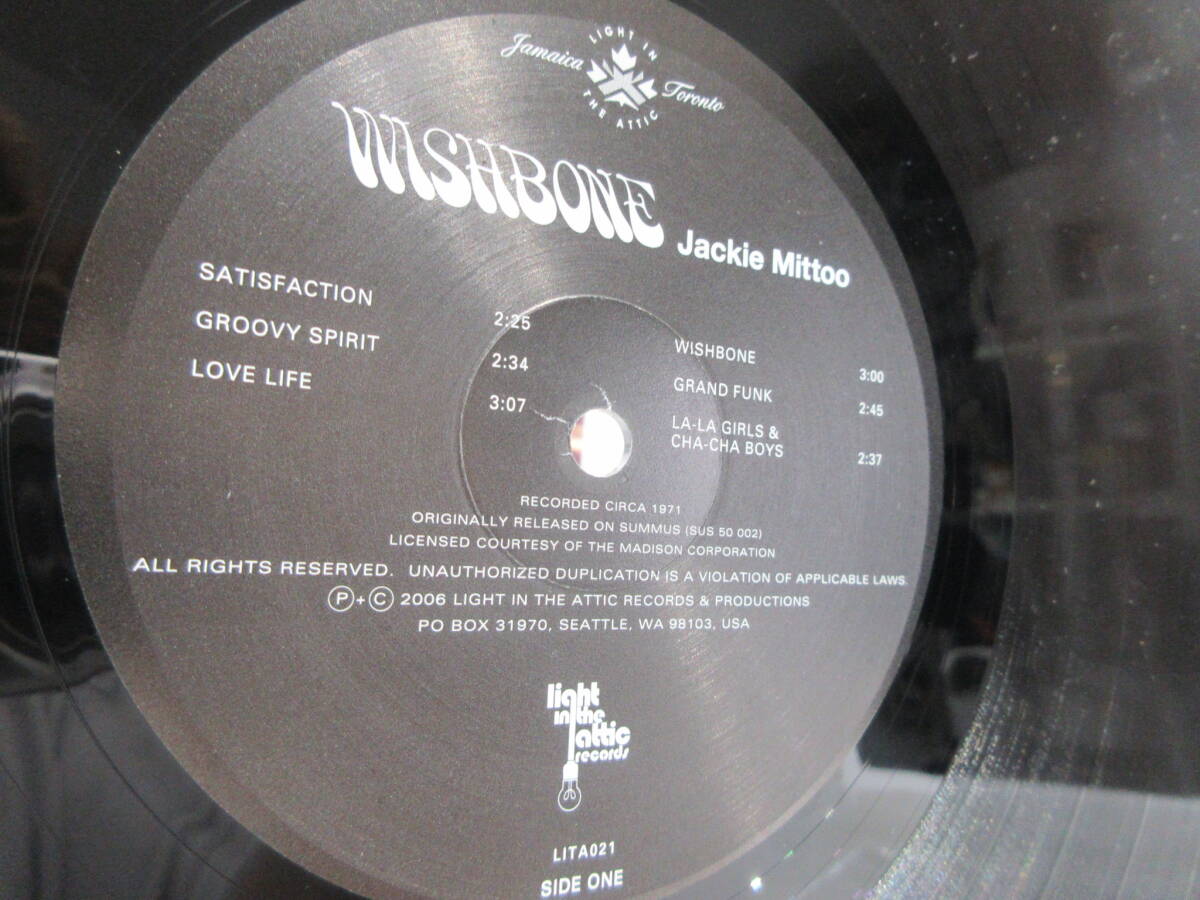 Jamaica
LIGHT IN
THE ATTIC
Toronto
WISHBONE
Jackie Mittoo
SATISFACTION 2:25
GROOVY SPIRIT 2:34
LOVE LIFE 3:07
WISHBONE 3:00
GRAND FUNK 2:45
LA-LA GIRLS &
CHA-CHA BOYS 2:37
RECORDED CIRCA 1971
ORIGINALLY RELEASED ON SUMMUS (SUS 50 002)
LICENSED COURTESY OF THE MADISON CORPORATION
ALL RIGHTS RESERVED. UNAUTHORIZED DUPLICATION IS A VIOLATION OF APPLICABLE LAWS.
Ⓟ+Ⓒ 2006 LIGHT IN THE ATTIC RECORDS & PRODUCTIONS
PO BOX 31970, SEATTLE, WA 98103, USA
light
in the
attic
records
LITA021
SIDE ONE